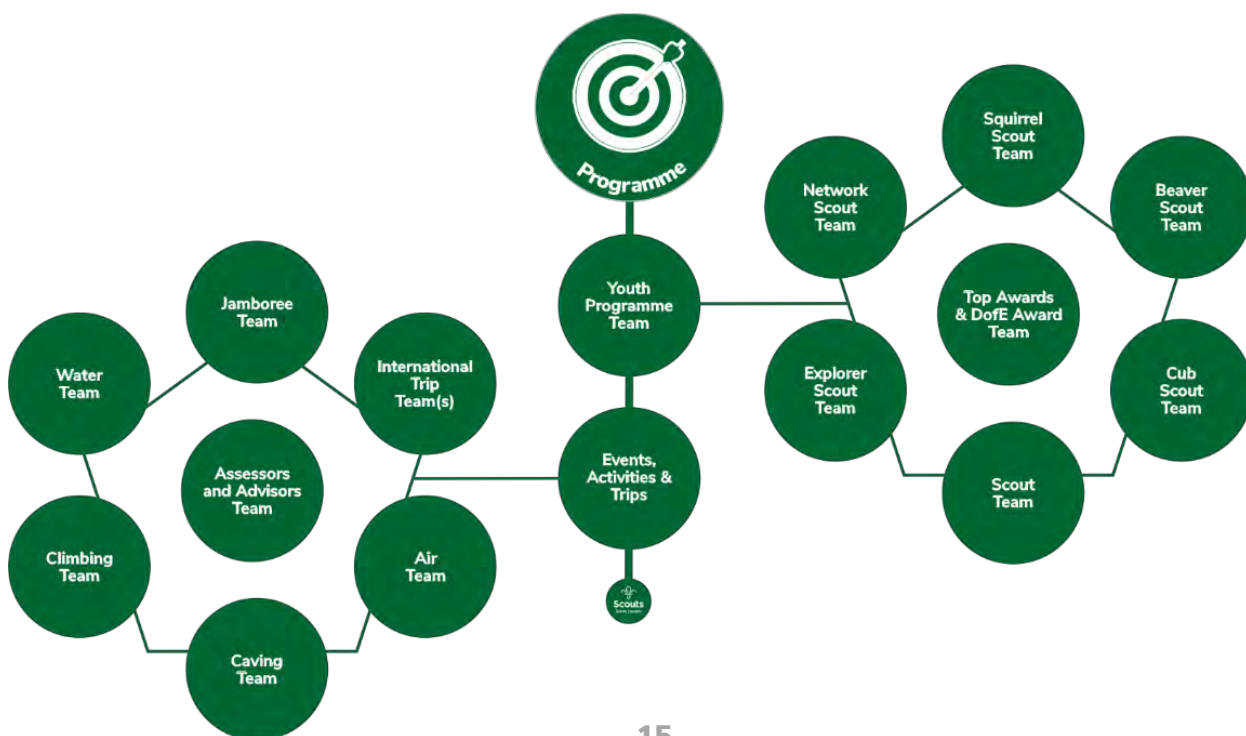 Programme
Youth
Programme
Team
Events,
Activities &
Trips
Scouts
Jamboree
Team
International
Trip
Team(s)
Air
Team
Caving
Team
Climbing
Team
Water
Team
Assessors
and Advisors
Team
Squirrel
Scout
Team
Beaver
Scout
Team
Cub
Scout
Team
Scout
Team
Explorer
Scout
Team
Network
Scout
Team
Top Awards
& DofE Award
Team
15